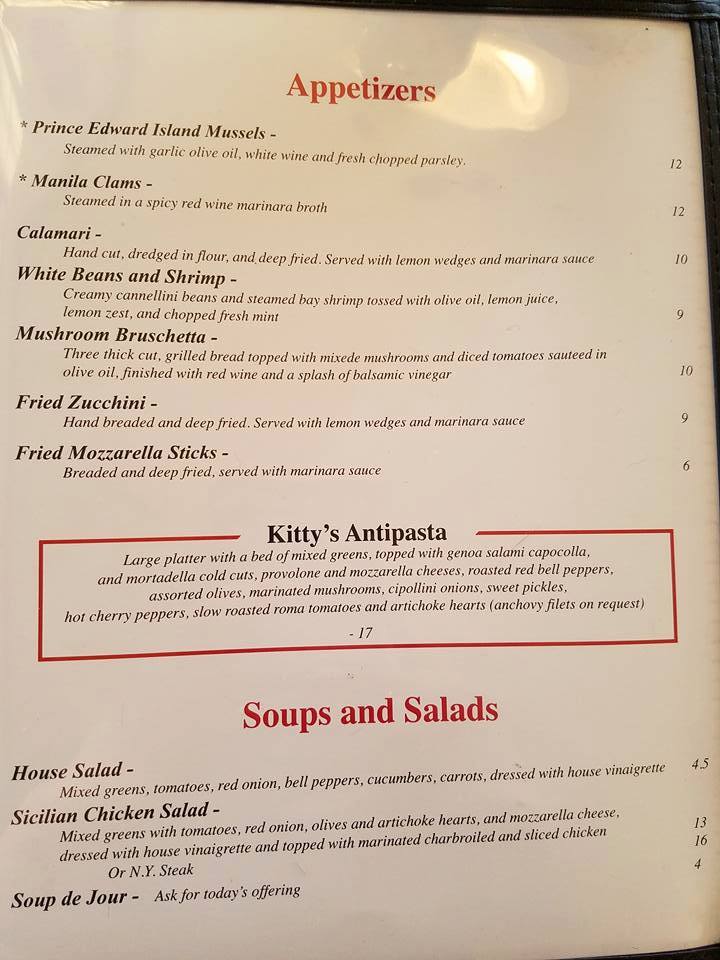 Appetizers
* Prince Edward Island Mussels -
Steamed with garlic olive oil, white wine and fresh chopped parsley. 12
* Manila Clams -
Steamed in a spicy red wine marinara broth 12
Calamari -
Hand cut, dredged in flour, and deep fried. Served with lemon wedges and marinara sauce 10
White Beans and Shrimp -
Creamy cannellini beans and steamed bay shrimp tossed with olive oil, lemon juice,
lemon zest, and chopped fresh mint 9
Mushroom Bruschetta -
Three thick cut, grilled bread topped with mixede mushrooms and diced tomatoes sauteed in
olive oil, finished with red wine and a splash of balsamic vinegar 10
Fried Zucchini -
Hand breaded and deep fried. Served with lemon wedges and marinara sauce 9
Fried Mozzarella Sticks -
Breaded and deep fried, served with marinara sauce 6
Kitty's Antipasta
Large platter with a bed of mixed greens, topped with genoa salami capocolla,
and mortadella cold cuts, provolone and mozzarella cheeses, roasted red bell peppers,
assorted olives, marinated mushrooms, cipollini onions, sweet pickles,
hot cherry peppers, slow roasted roma tomatoes and artichoke hearts (anchovy filets on request)
- 17
Soups and Salads
House Salad -
Mixed greens, tomatoes, red onion, bell peppers, cucumbers, carrots, dressed with house vinaigrette 4.5
Sicilian Chicken Salad -
Mixed greens with tomatoes, red onion, olives and artichoke hearts, and mozzarella cheese,
dressed with house vinaigrette and topped with marinated charbroiled and sliced chicken 13
Or N.Y. Steak 16
Soup de Jour - Ask for today's offering 4